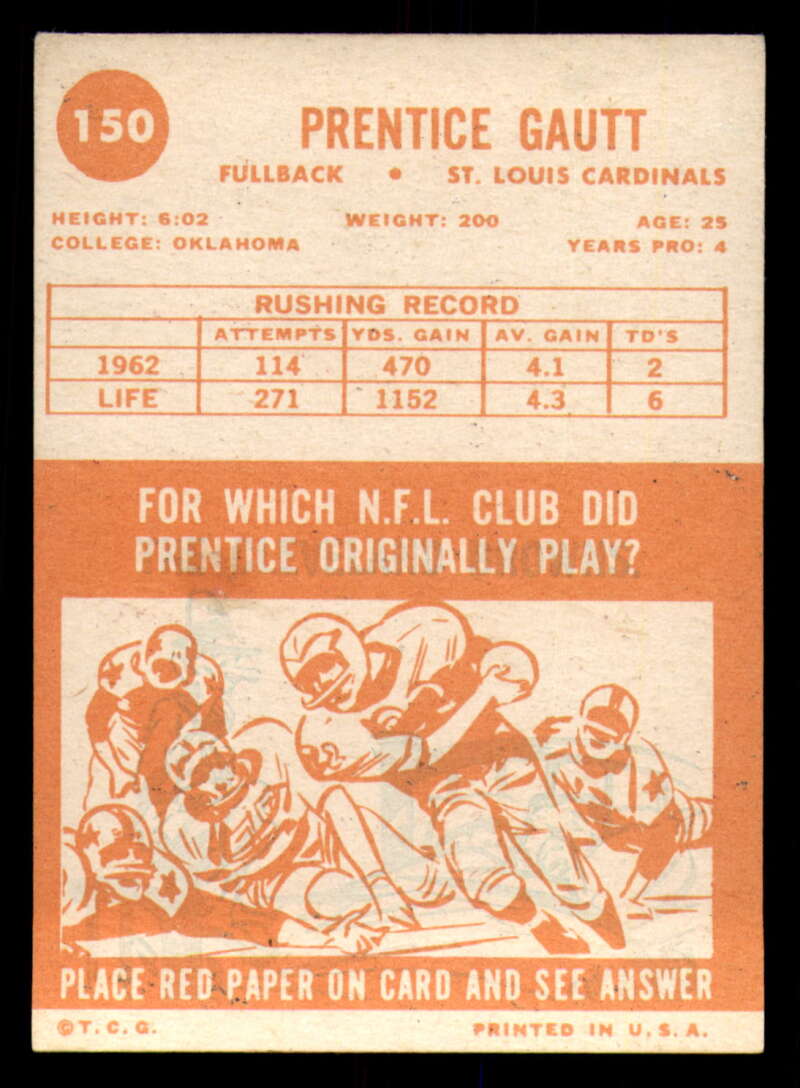 150
PRENTICE GAUTT
FULLBACK • ST. LOUIS CARDINALS
HEIGHT: 6:02 WEIGHT: 200 AGE: 25
COLLEGE: OKLAHOMA YEARS PRO: 4
RUSHING RECORD
ATTEMPTS YDS. GAIN AV. GAIN TD'S
1962 114 470 4.1 2
LIFE 271 1152 4.3 6
FOR WHICH N.F.L. CLUB DID
PRENTICE ORIGINALLY PLAY?
PLACE RED PAPER ON CARD AND SEE ANSWER
©T.C.G. PRINTED IN U.S.A.